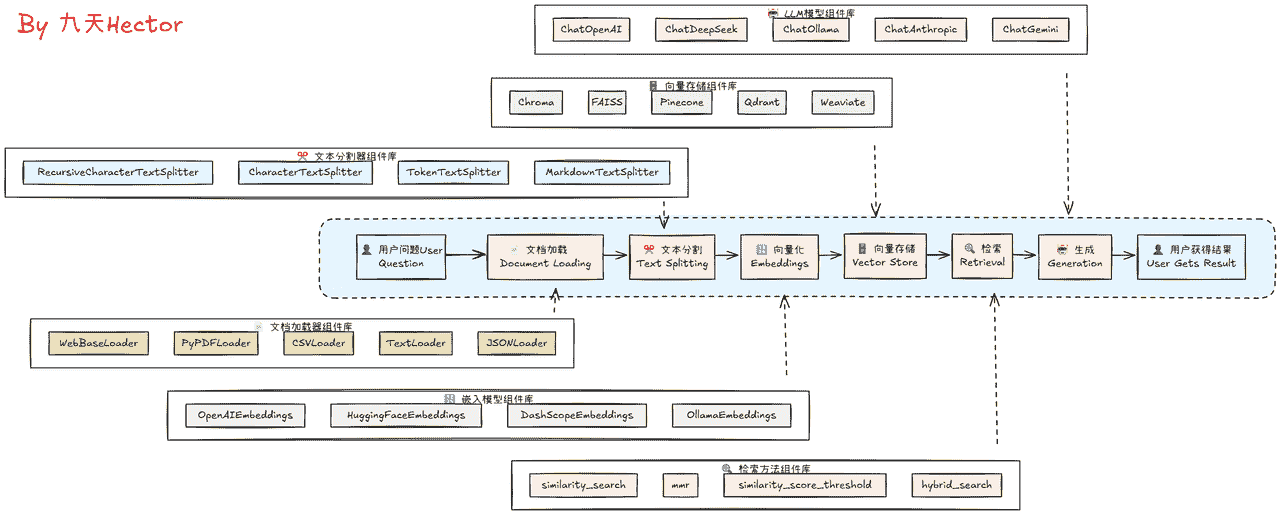 By 九天Hector
LLM模型组件库
ChatOpenAI
ChatDeepSeek
ChatOllama
ChatAnthropic
ChatGemini
向量存储组件库
Chroma
FAISS
Pinecone
Qdrant
Weaviate
文本分割器组件库
RecursiveCharacterTextSplitter
CharacterTextSplitter
TokenTextSplitter
MarkdownTextSplitter
用户问题User
Question
文档加载
Document Loading
文本分割
Text Splitting
向量化
Embeddings
向量存储
Vector Store
检索
Retrieval
生成
Generation
用户获得结果
User Gets Result
文档加载器组件库
WebBaseLoader
PyPDFLoader
CSVLoader
TextLoader
JSONLoader
嵌入模型组件库
OpenAIEmbeddings
HuggingFaceEmbeddings
DashScopeEmbeddings
OllamaEmbeddings
检索方法组件库
similarity_search
mmr
similarity_score_threshold
hybrid_search